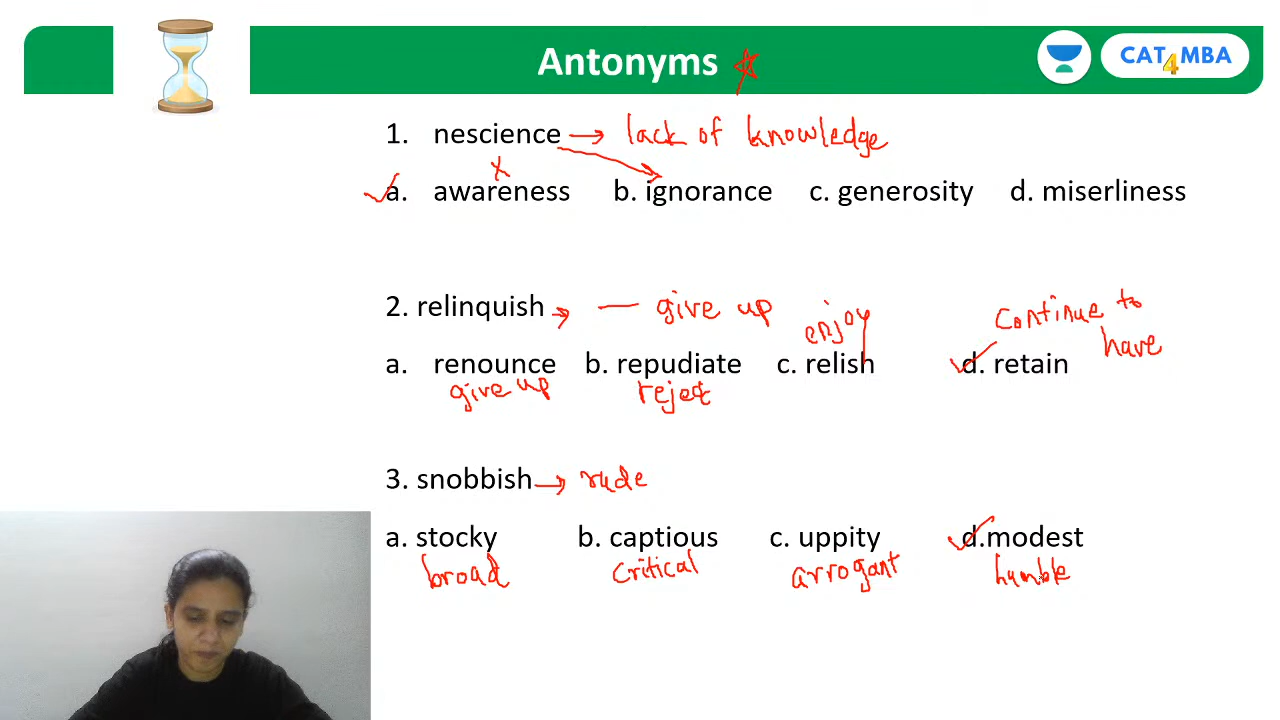 Antonyms
CAT4MBA
1. nescience → lack of knowledge
a. awareness b. ignorance c. generosity d. miserliness
2. relinquish → — give up
enjoy
continue to have
a. renounce b. repudiate c. relish d. retain
give up reject
3. snobbish → rude
a. stocky b. captious c. uppity d.modest
broad critical arrogant humble